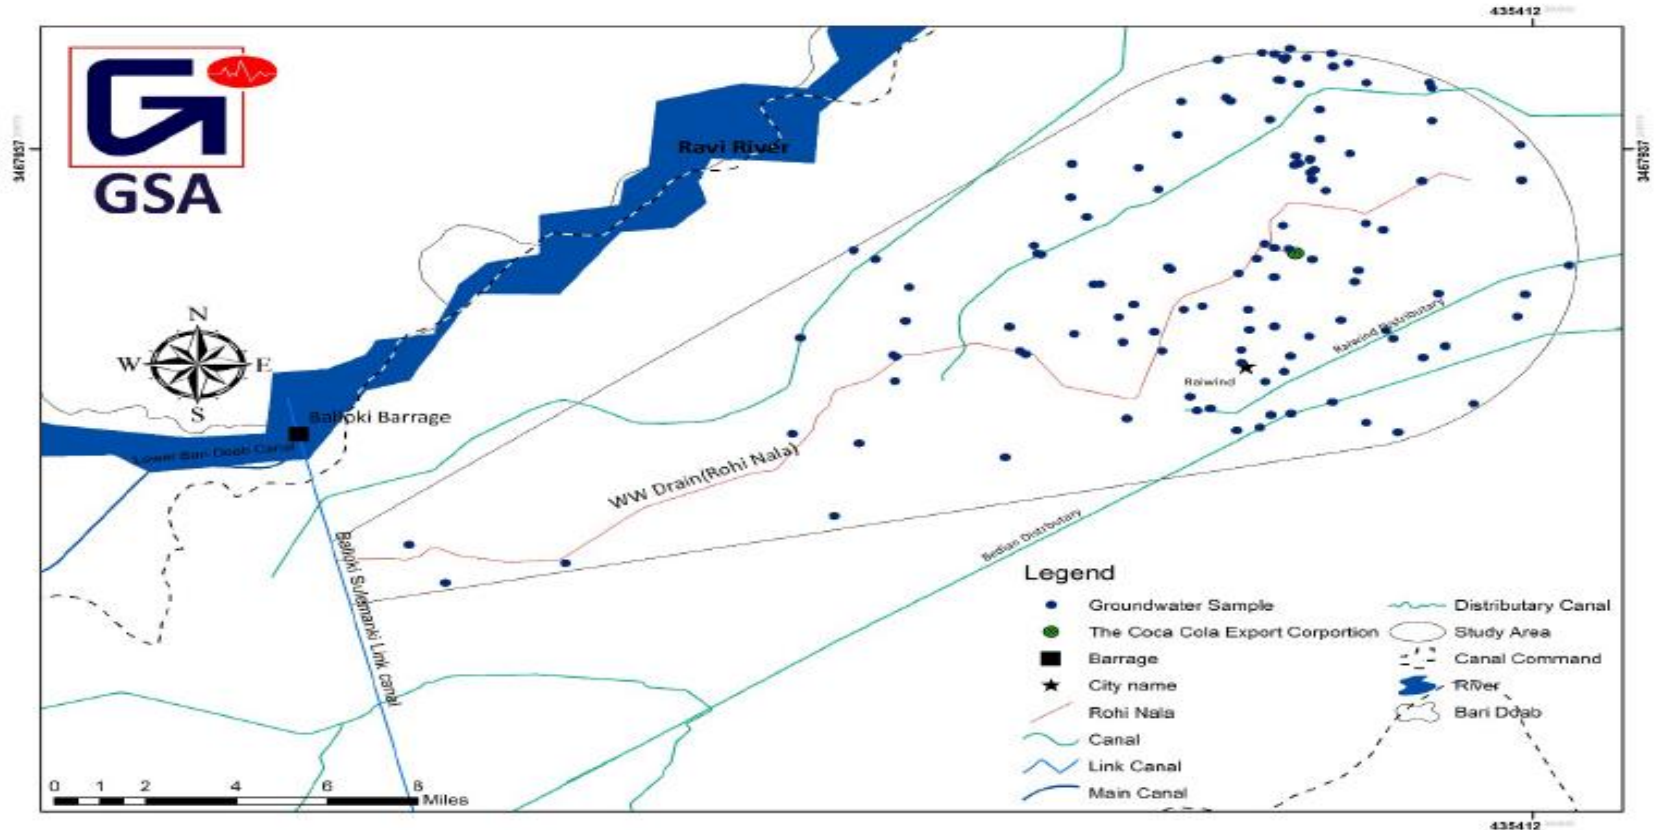 435412
GSA
3467937
3467937
Ravi River
N
W
E
S
Balloki Barrage
Lower Bari Doab Canal
Raiwind Distributary
Raiwind
WW Drain(Rohi Nala)
Balloki Sulemanki Link canal
Bedian Distributary
Legend
Groundwater Sample
The Coca Cola Export Corportion
Barrage
City name
Rohi Nala
Canal
Link Canal
Main Canal
Distributary Canal
Study Area
Canal Command
River
Bari Doab
0 1 2 4 6 8
Miles
435412